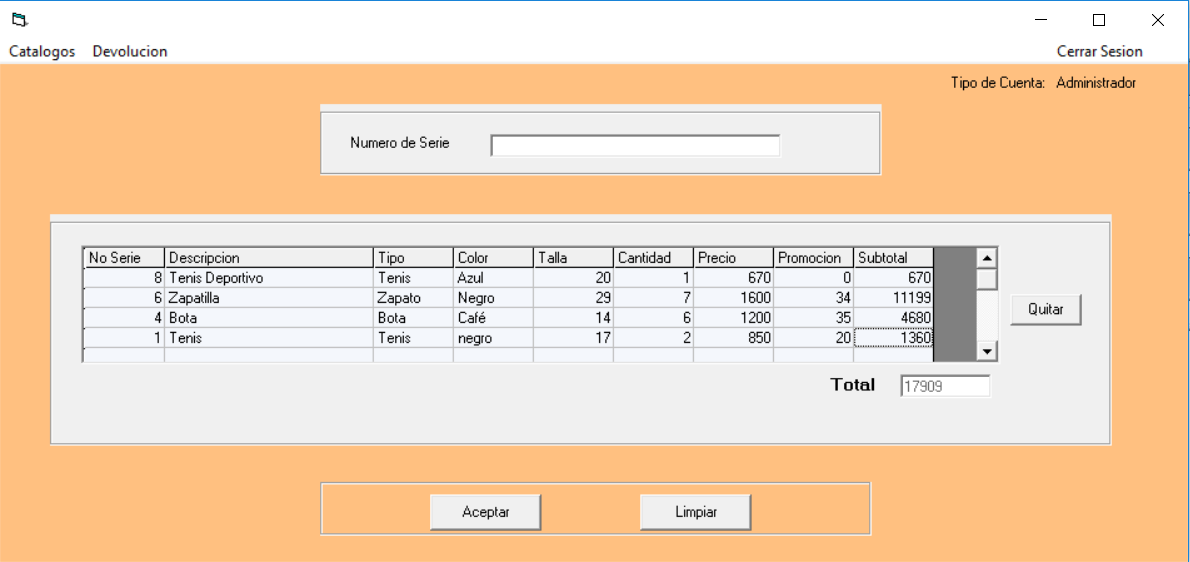 Catalogos Devolucion Cerrar Sesion
Tipo de Cuenta: Administrador
Numero de Serie
No Serie Descripcion Tipo Color Talla Cantidad Precio Promocion Subtotal
8 Tenis Deportivo Tenis Azul 20 1 670 0 670
6 Zapatilla Zapato Negro 29 7 1600 34 11199
4 Bota Bota Café 14 6 1200 35 4680
1 Tenis Tenis negro 17 2 850 20 1360
Quitar
Total 17909
Aceptar Limpiar